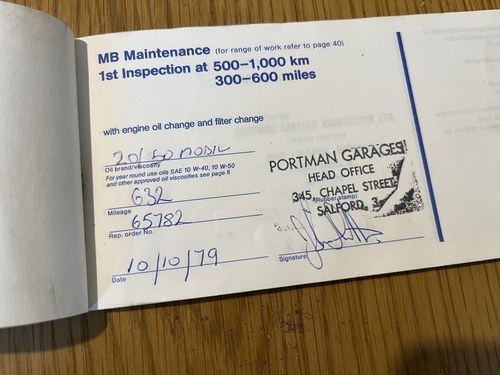 MB Maintenance (for range of work refer to page 40)
1st Inspection at 500–1,000 km
300–600 miles
with engine oil change and filter change
20/50 MOBIL
Oil brand/viscosity
For year round use oils SAE 10 W-40, 10 W-50
and other approved oil viscosities see page 6
632
Mileage
65782
Rep. order No.
10/10/79
Date
PORTMAN GARAGES
HEAD OFFICE
345, CHAPEL STREET
(Rubber stamp)
SALFORD, 3
Signature